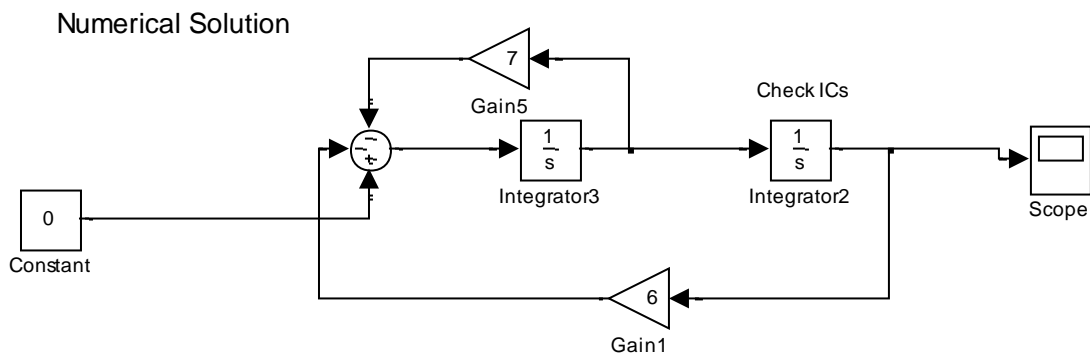 Numerical Solution
7
Gain5
Check ICs
1
s
Integrator3
1
s
Integrator2
Scope
0
Constant
6
Gain1